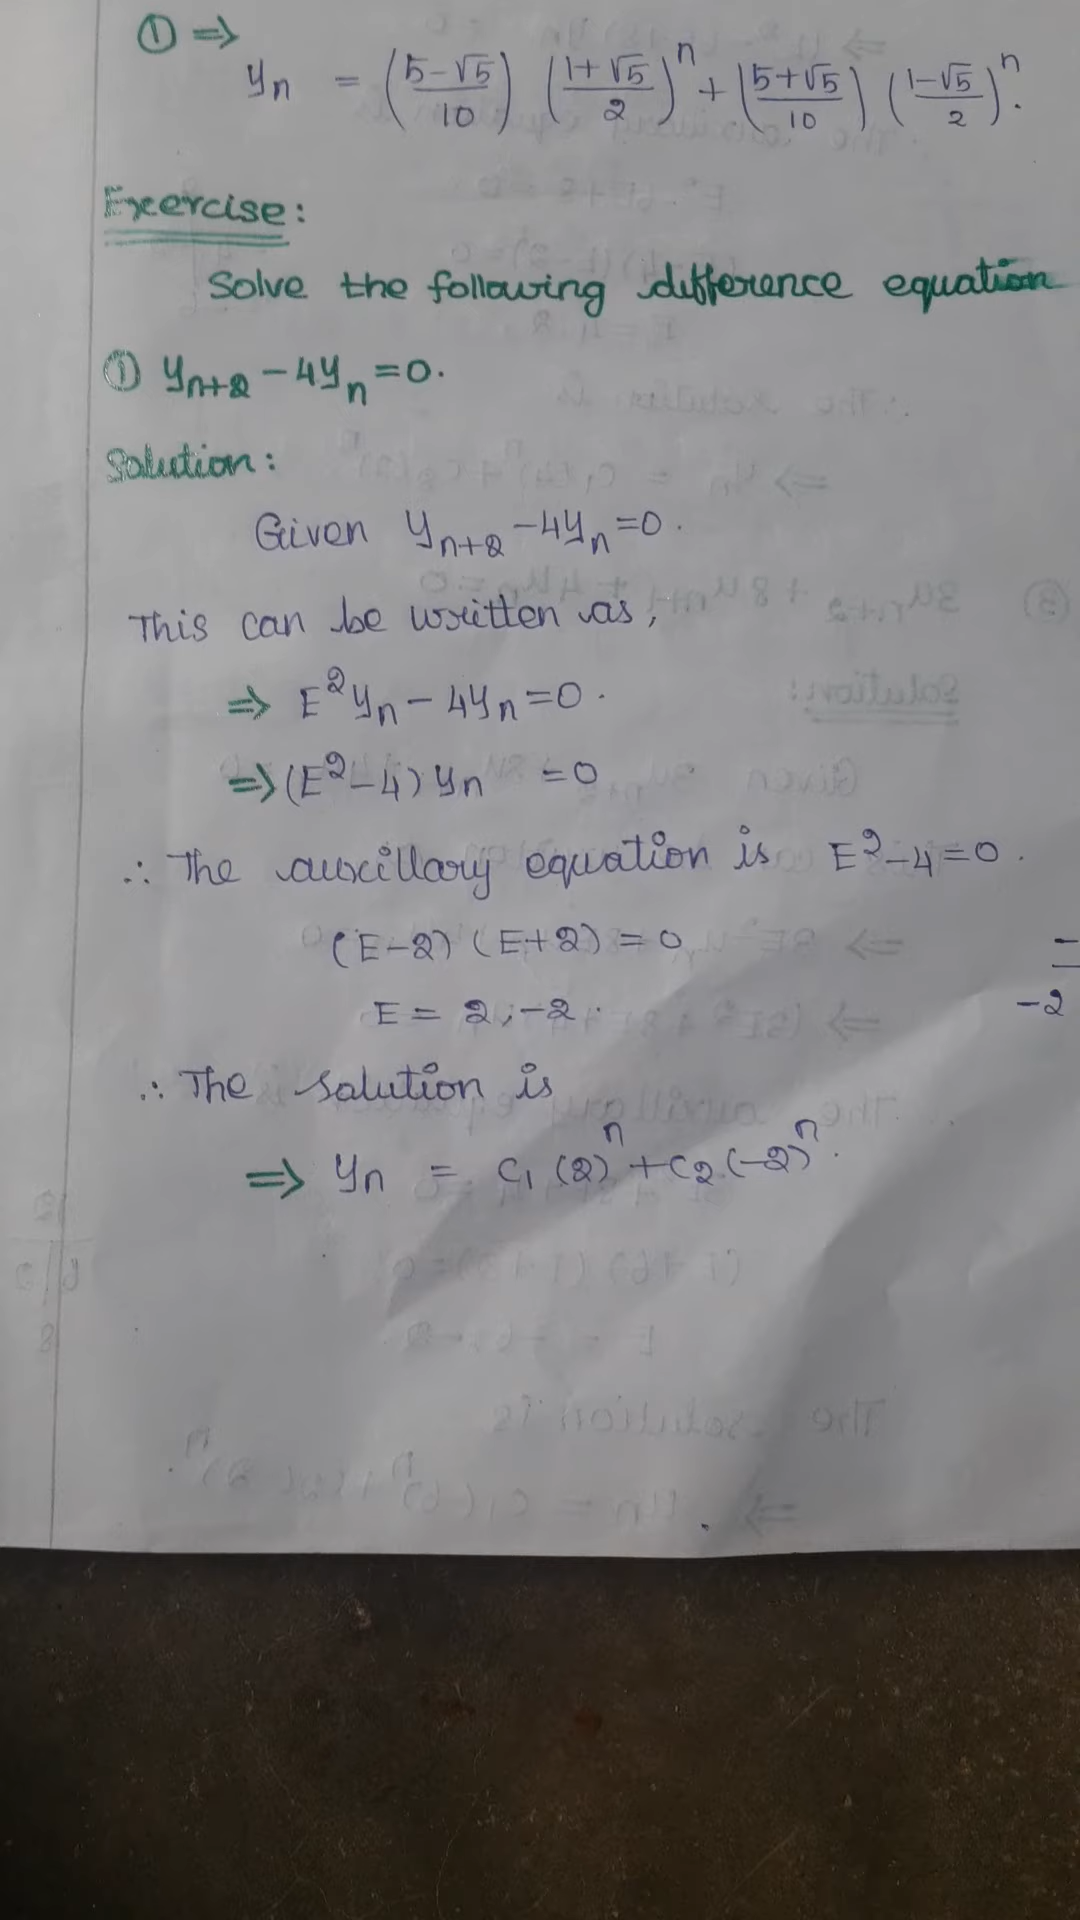 ① ⇒
yₙ = ((5-√5)/10) ((1+√5)/2)ⁿ + ((5+√5)/10) ((1-√5)/2)ⁿ.
Exercise:
Solve the following difference equation
① yₙ₊₂ - 4yₙ = 0.
Solution:
Given yₙ₊₂ - 4yₙ = 0.
This can be written as,
⇒ E²yₙ - 4yₙ = 0.
⇒ (E² - 4) yₙ = 0
∴ The auxillary equation is E² - 4 = 0.
(E-2) (E+2) = 0
E = 2, -2.
-2
∴ The solution is
⇒ yₙ = C₁ (2)ⁿ + C₂ (-2)ⁿ.